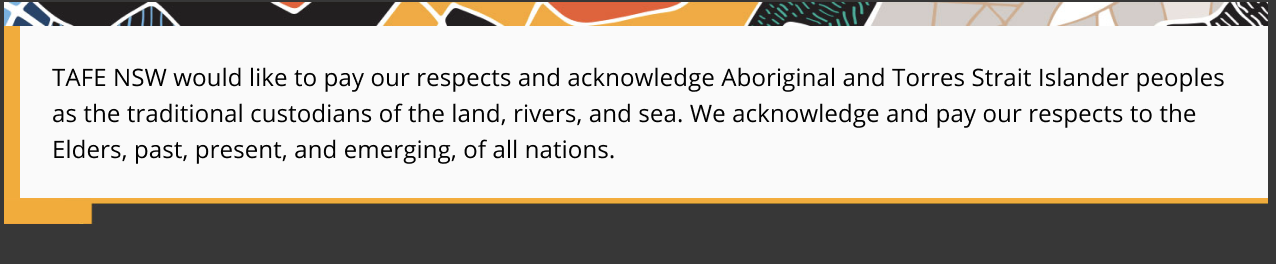 TAFE NSW would like to pay our respects and acknowledge Aboriginal and Torres Strait Islander peoples
as the traditional custodians of the land, rivers, and sea. We acknowledge and pay our respects to the
Elders, past, present, and emerging, of all nations.